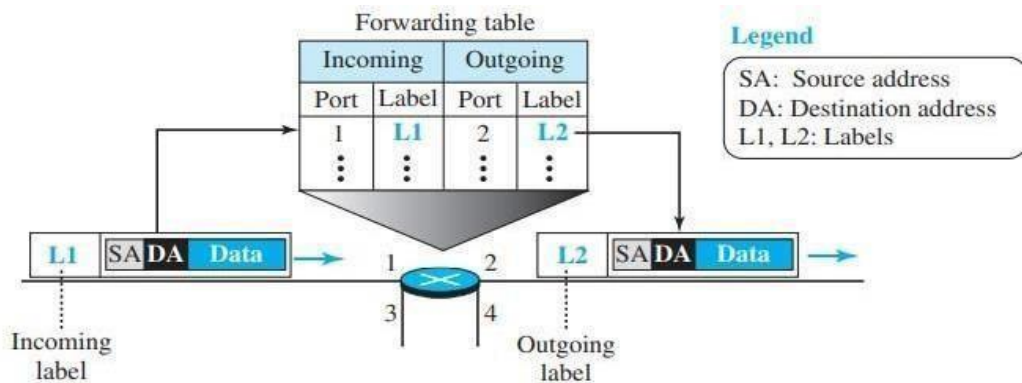 Forwarding table
Incoming Outgoing
Port Label Port Label
1 L1 2 L2
Legend
SA: Source address
DA: Destination address
L1, L2: Labels
L1 SA DA Data
1 2
3 4
L2 SA DA Data
Incoming
label
Outgoing
label